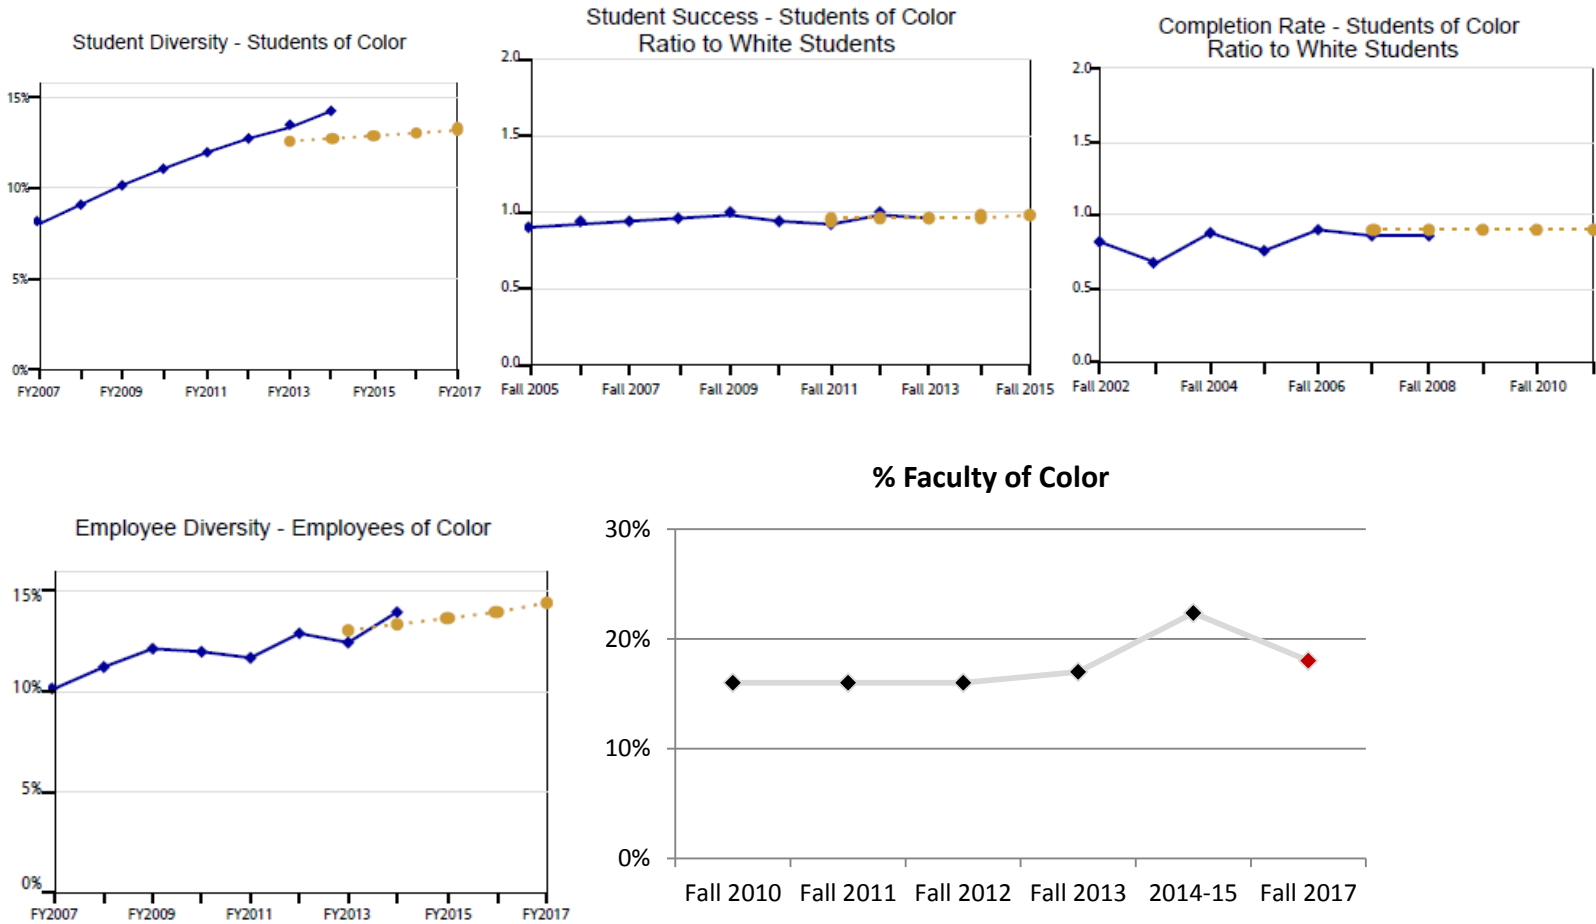 Student Diversity - Students of Color
15%
10%
5%
0%
FY2007
FY2009
FY2011
FY2013
FY2015
FY2017
Student Success - Students of Color
Ratio to White Students
2.0
1.5
1.0
0.5
0.0
Fall 2005
Fall 2007
Fall 2009
Fall 2011
Fall 2013
Fall 2015
Completion Rate - Students of Color
Ratio to White Students
2.0
1.5
1.0
0.5
0.0
Fall 2002
Fall 2004
Fall 2006
Fall 2008
Fall 2010
Employee Diversity - Employees of Color
15%
10%
5%
0%
FY2007
FY2009
FY2011
FY2013
FY2015
FY2017
% Faculty of Color
30%
20%
10%
0%
Fall 2010
Fall 2011
Fall 2012
Fall 2013
2014-15
Fall 2017